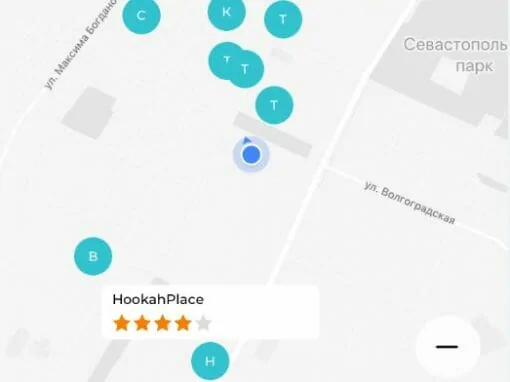 С
К
Т
Т
Т
Т
ул. Максима Богдано
Севастополь
парк
ул. Волгоградская
В
HookahPlace
Н